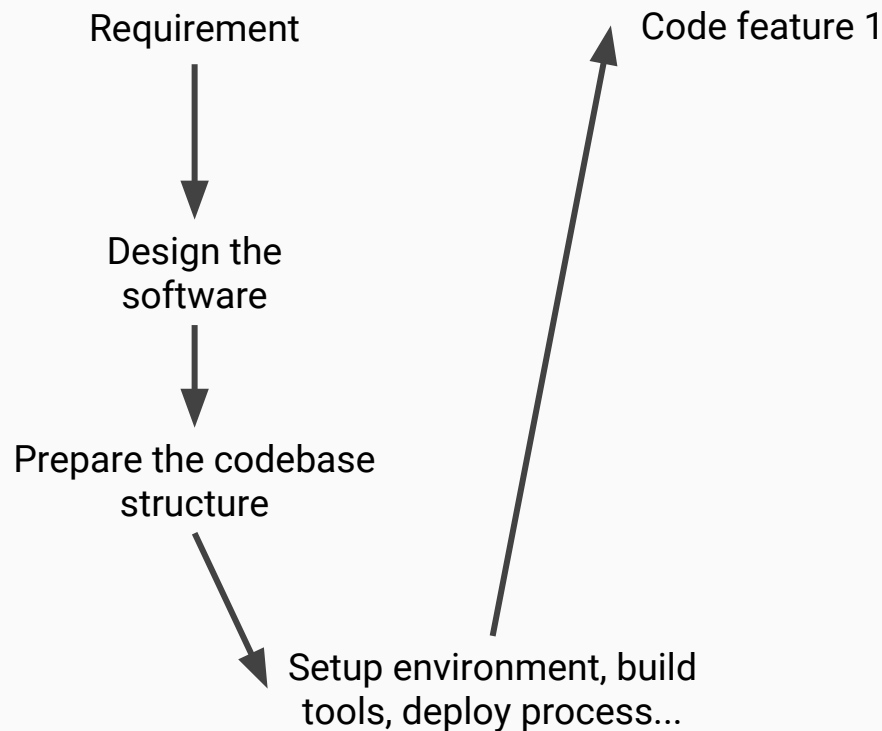 Requirement
Design the
software
Prepare the codebase
structure
Setup environment, build
tools, deploy process...
Code feature 1